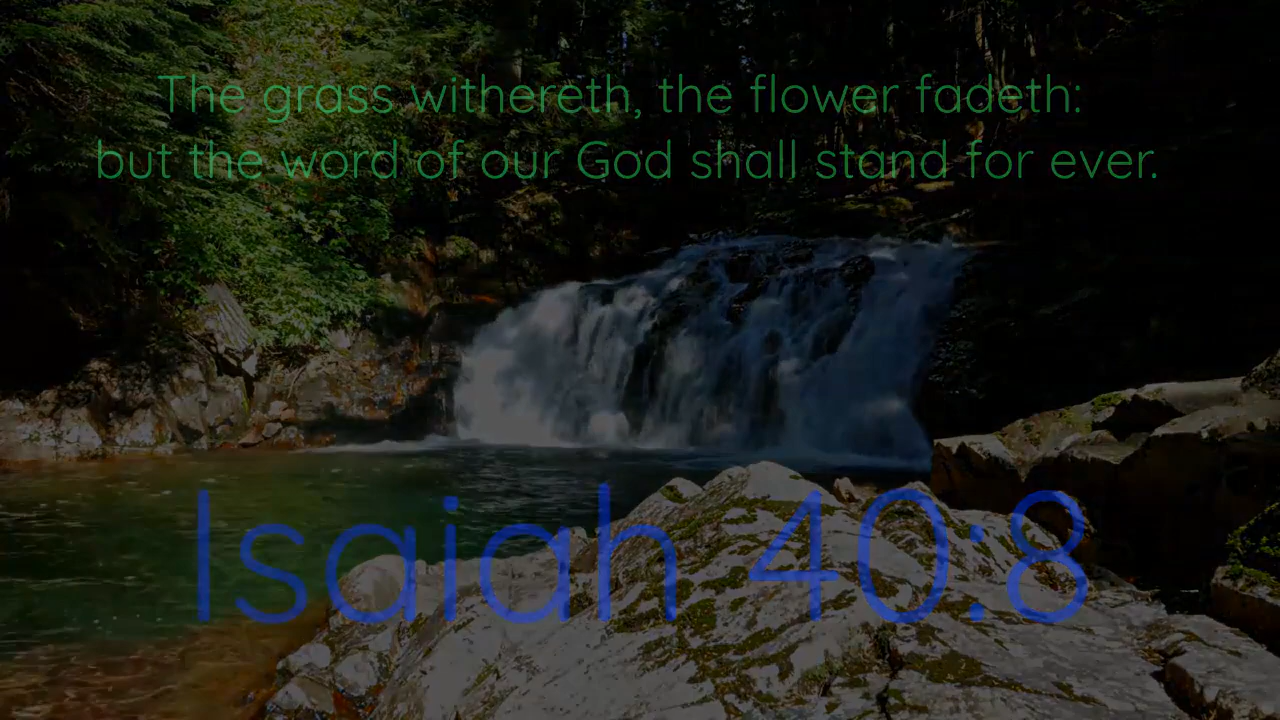 The grass withereth, the flower fadeth:
but the word of our God shall stand for ever.
Isaiah 40:8